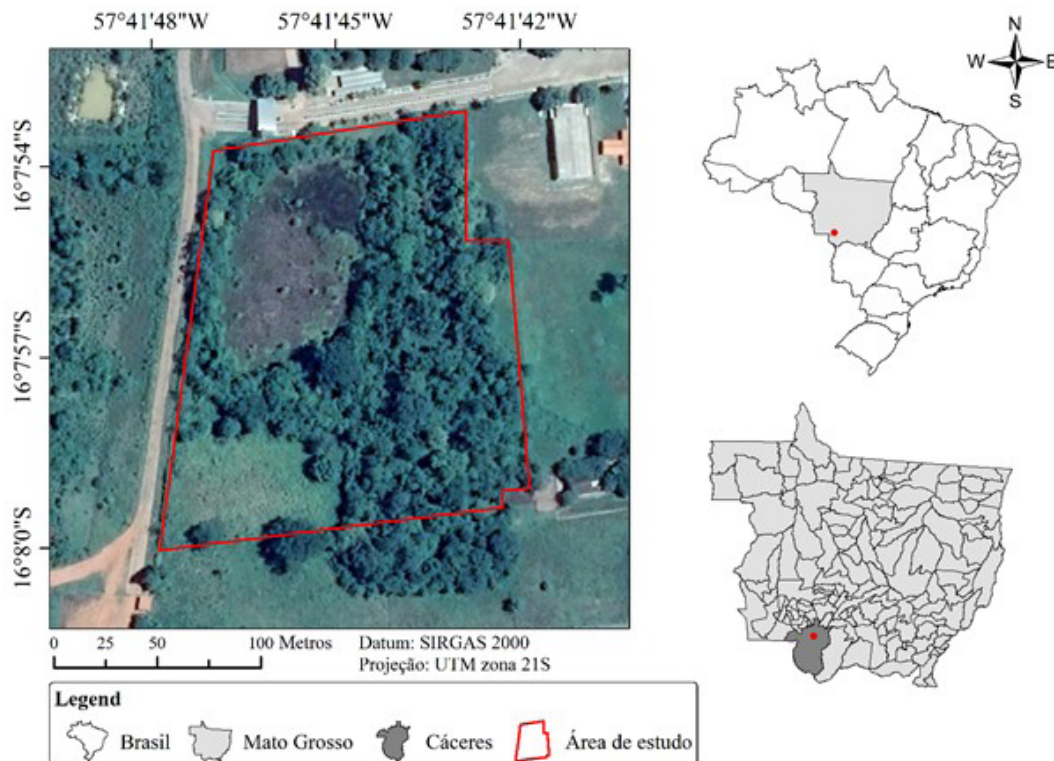 57°41'48"W 57°41'45"W 57°41'42"W
16°7'54"S
16°7'57"S
16°8'0"S
N
W E
S
0 25 50 100 Metros
Datum: SIRGAS 2000
Projeção: UTM zona 21S
Legend
Brasil Mato Grosso Cáceres Área de estudo